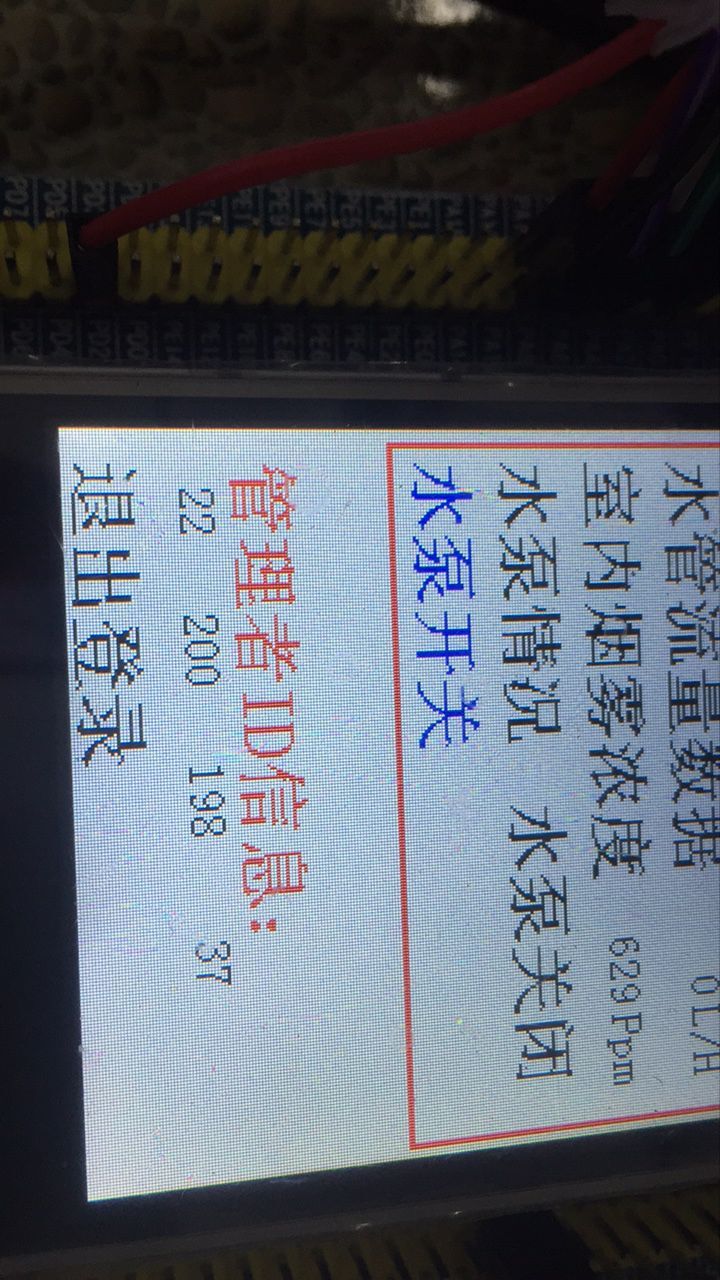 水管流量数据 0L/H
室内烟雾浓度 629Ppm
水泵情况 水泵关闭
水泵开关
管理者ID信息:
22 200 198 37
退出登录